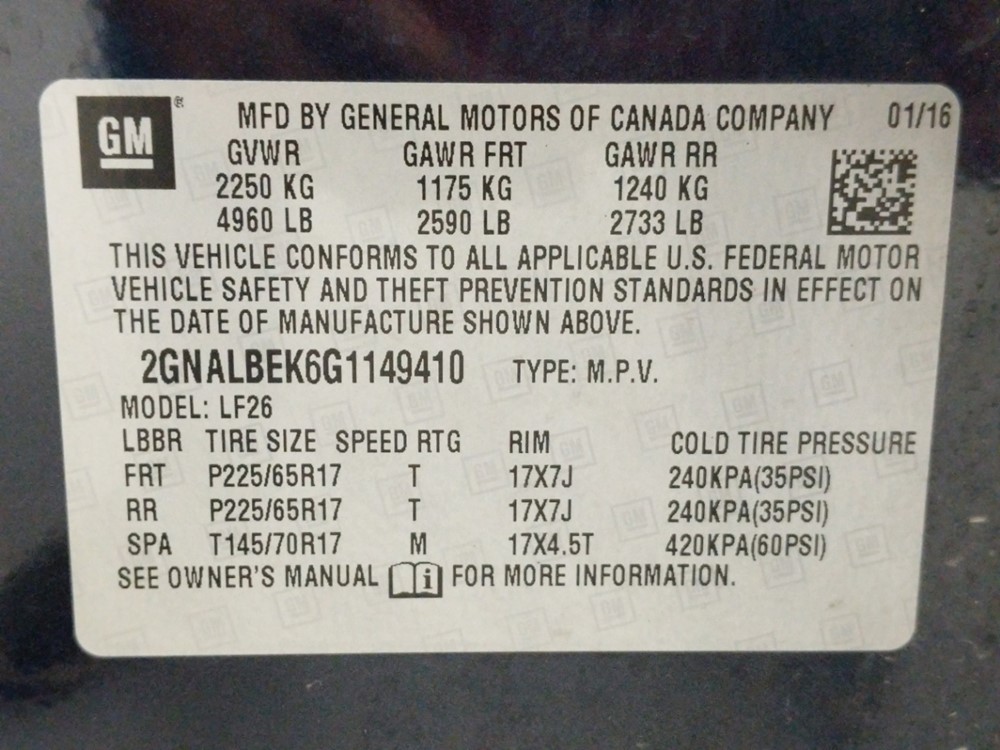 GM®
MFD BY GENERAL MOTORS OF CANADA COMPANY 01/16
GVWR GAWR FRT GAWR RR
2250 KG 1175 KG 1240 KG
4960 LB 2590 LB 2733 LB
THIS VEHICLE CONFORMS TO ALL APPLICABLE U.S. FEDERAL MOTOR
VEHICLE SAFETY AND THEFT PREVENTION STANDARDS IN EFFECT ON
THE DATE OF MANUFACTURE SHOWN ABOVE.
2GNALBEK6G1149410 TYPE: M.P.V.
MODEL: LF26
LBBR TIRE SIZE SPEED RTG RIM COLD TIRE PRESSURE
FRT P225/65R17 T 17X7J 240KPA(35PSI)
RR P225/65R17 T 17X7J 240KPA(35PSI)
SPA T145/70R17 M 17X4.5T 420KPA(60PSI)
SEE OWNER'S MANUAL i FOR MORE INFORMATION.